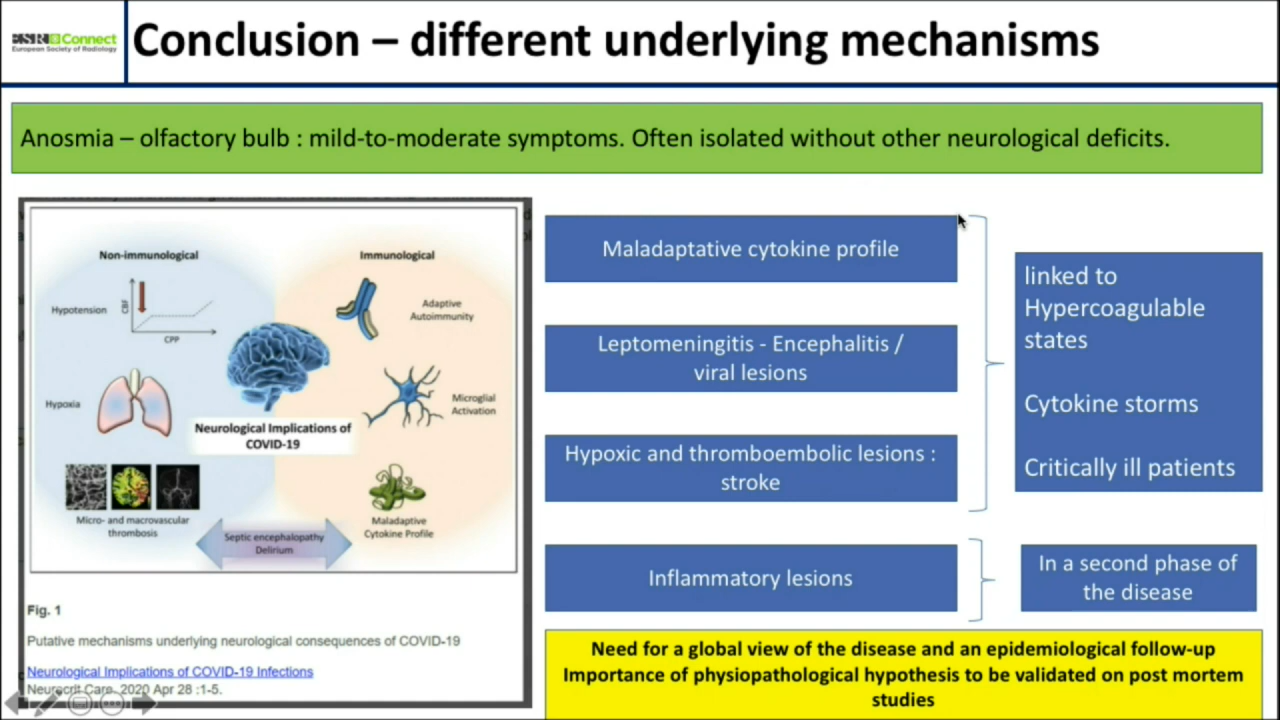 ESR Connect
European Society of Radiology
Conclusion – different underlying mechanisms
Anosmia – olfactory bulb : mild-to-moderate symptoms. Often isolated without other neurological deficits.
Non-immunological
Immunological
Hypotension
CBF
CPP
Adaptive
Autoimmunity
Hypoxia
Microglial
Activation
Neurological Implications of
COVID-19
Micro- and macrovascular
thrombosis
Maladaptive
Cytokine Profile
Septic encephalopathy
Delirium
Fig. 1
Putative mechanisms underlying neurological consequences of COVID-19
Neurological Implications of COVID-19 Infections
Neurocrit Care. 2020 Apr 28 :1-5.
Maladaptative cytokine profile
Leptomeningitis - Encephalitis /
viral lesions
Hypoxic and thromboembolic lesions :
stroke
linked to
Hypercoagulable
states
Cytokine storms
Critically ill patients
Inflammatory lesions
In a second phase of
the disease
Need for a global view of the disease and an epidemiological follow-up
Importance of physiopathological hypothesis to be validated on post mortem
studies